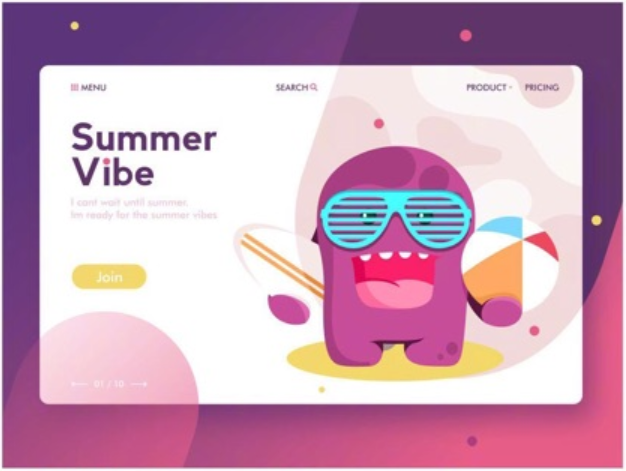 MENU
SEARCH
PRODUCT
PRICING
Summer
Vibe
I cant wait until summer.
Im ready for the summer vibes
Join
01 / 10